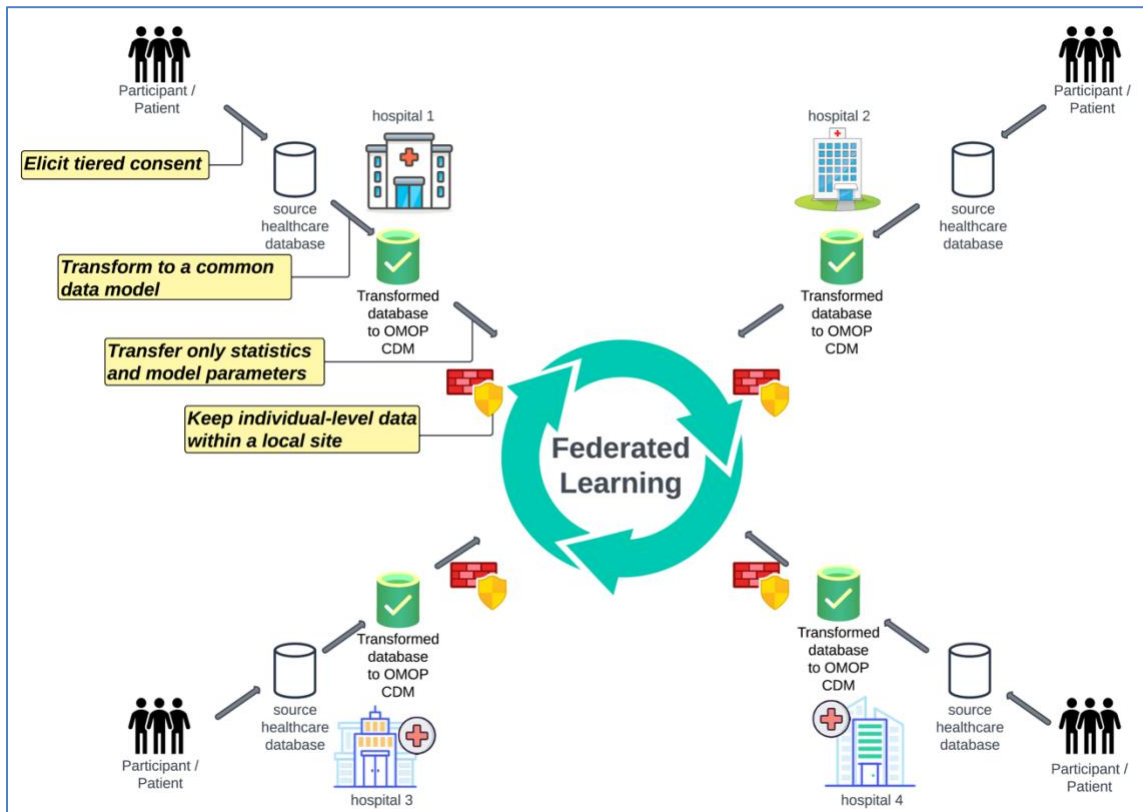 Participant /
Patient
Participant /
Patient
hospital 1
hospital 2
Elicit tiered consent
source
healthcare
database
source
healthcare
database
Transform to a common
data model
Transformed
database
to OMOP
CDM
Transformed
database
to OMOP
CDM
Transfer only statistics
and model parameters
Keep individual-level data
within a local site
Federated
Learning
Transformed
database
to OMOP
CDM
Transformed
database
to OMOP
CDM
source
healthcare
database
source
healthcare
database
Participant /
Patient
Participant /
Patient
hospital 3
hospital 4